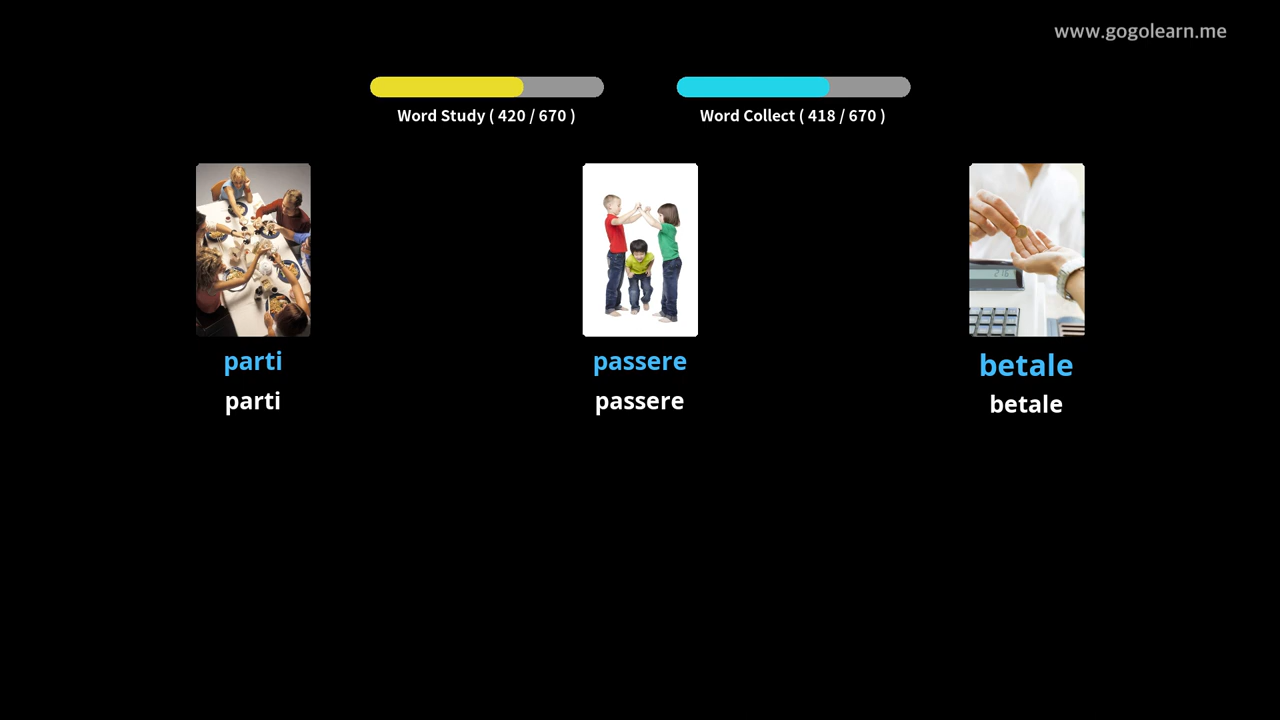 www.gogolearn.me
Word Study ( 420 / 670 )
Word Collect ( 418 / 670 )
parti
parti
passere
passere
betale
betale